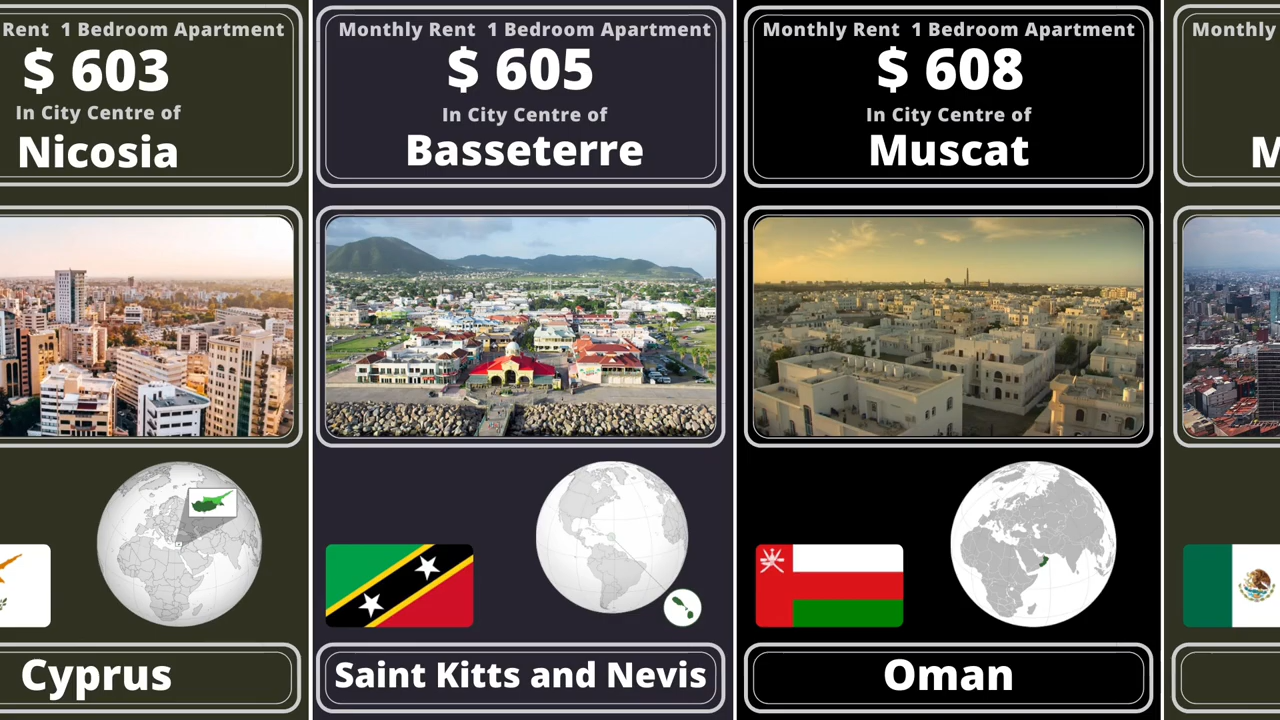 Rent 1 Bedroom Apartment
$ 603
In City Centre of
Nicosia
Cyprus
Monthly Rent 1 Bedroom Apartment
$ 605
In City Centre of
Basseterre
Saint Kitts and Nevis
Monthly Rent 1 Bedroom Apartment
$ 608
In City Centre of
Muscat
Oman
Monthly
M